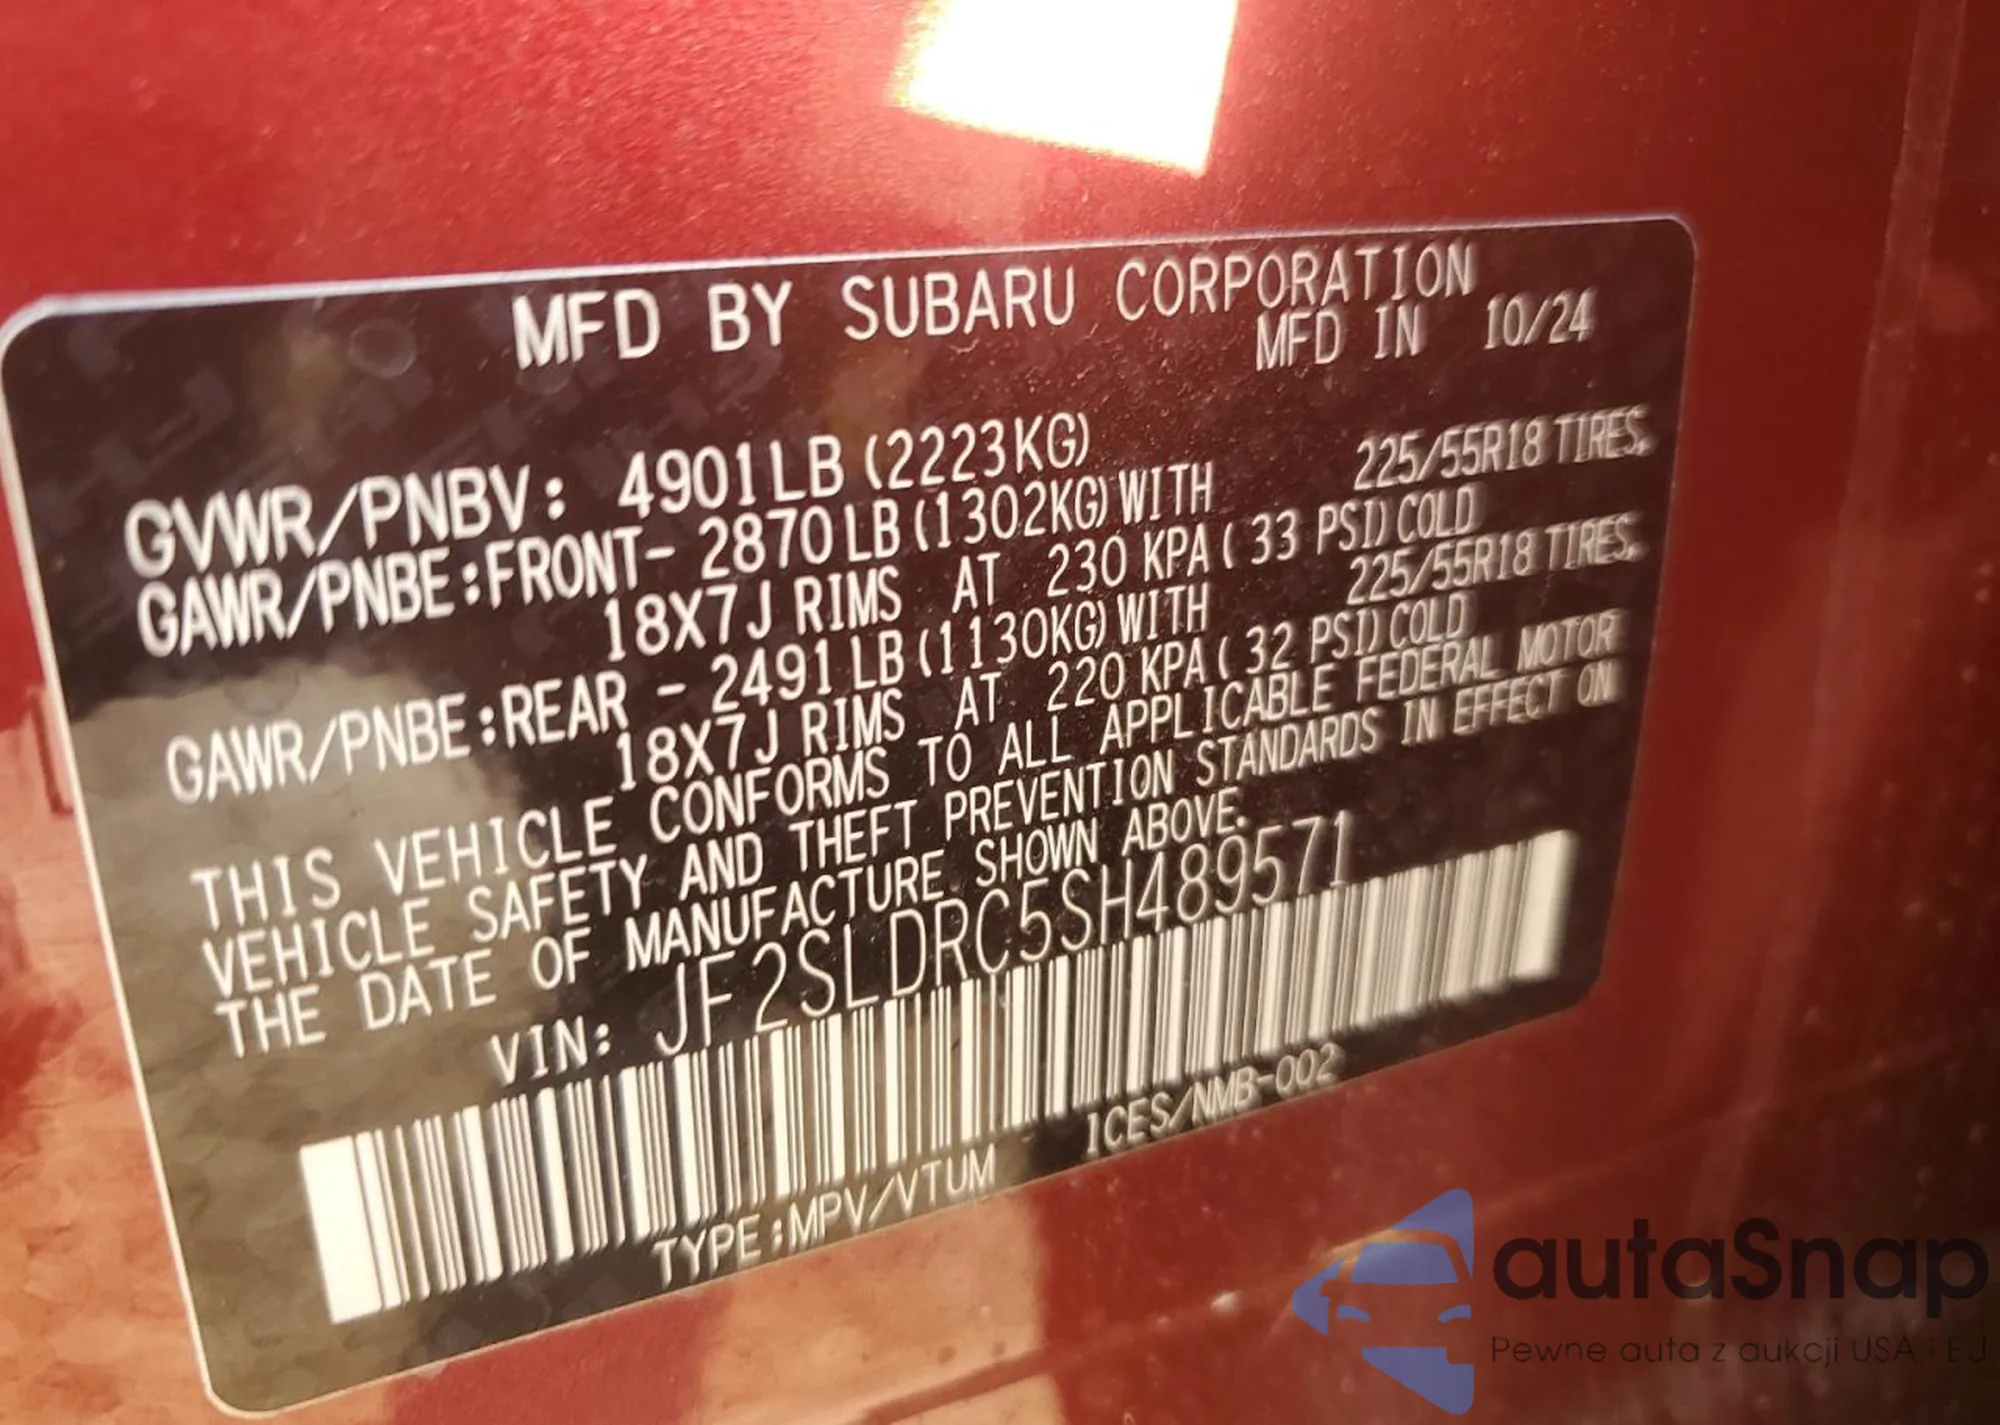 MFD BY SUBARU CORPORATION
MFD IN 10/24
GVWR/PNBV: 4901LB (2223KG)
GAWR/PNBE:FRONT- 2870LB (1302KG) WITH 225/55R18 TIRES,
18X7J RIMS AT 230 KPA ( 33 PSI) COLD
GAWR/PNBE:REAR - 2491LB (1130KG) WITH 225/55R18 TIRES,
18X7J RIMS AT 220 KPA ( 32 PSI) COLD
THIS VEHICLE CONFORMS TO ALL APPLICABLE FEDERAL MOTOR
VEHICLE SAFETY AND THEFT PREVENTION STANDARDS IN EFFECT ON
THE DATE OF MANUFACTURE SHOWN ABOVE.
VIN: JF2SLDRC5SH489571
TYPE:MPV/VTUM ICES/NMB-002
autaSnap
Pewne auta z aukcji USA i EU